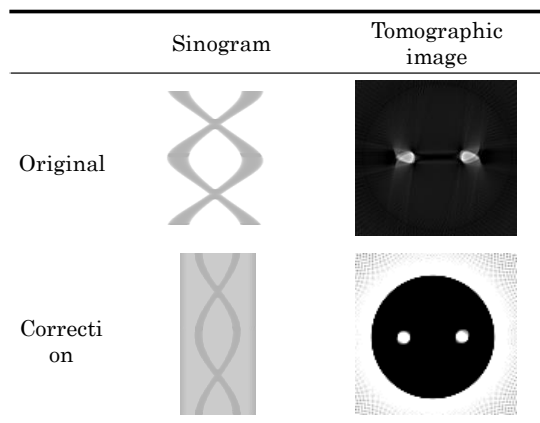 Sinogram
Tomographic
image
Original
Correcti
on